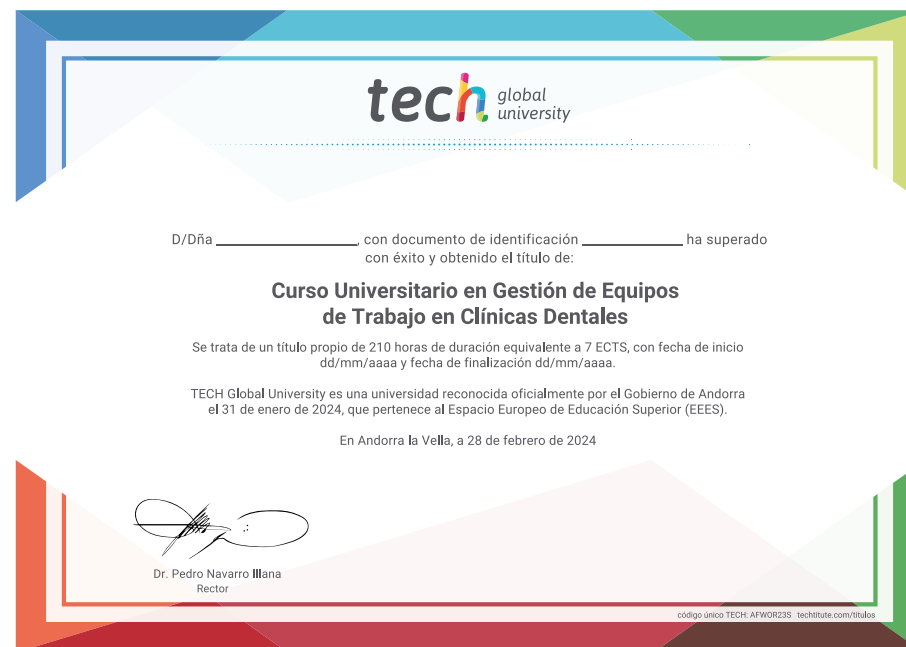 tech global
university
D/Dña ____________________, con documento de identificación ______________ ha superado
con éxito y obtenido el título de:
Curso Universitario en Gestión de Equipos
de Trabajo en Clínicas Dentales
Se trata de un título propio de 210 horas de duración equivalente a 7 ECTS, con fecha de inicio
dd/mm/aaaa y fecha de finalización dd/mm/aaaa.
TECH Global University es una universidad reconocida oficialmente por el Gobierno de Andorra
el 31 de enero de 2024, que pertenece al Espacio Europeo de Educación Superior (EEES).
En Andorra la Vella, a 28 de febrero de 2024
Dr. Pedro Navarro Illana
Rector
código único TECH: AFWOR23S techtitute.com/titulos